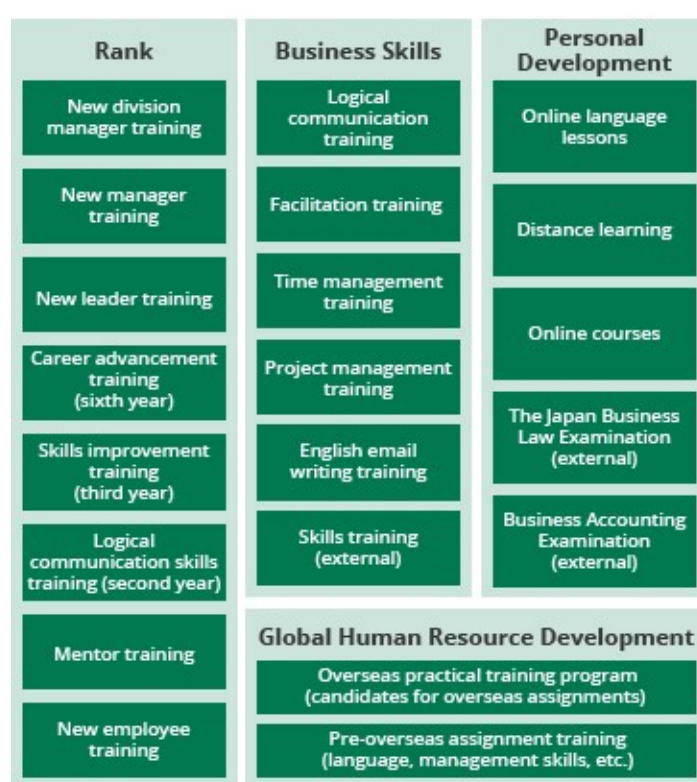 Rank
New division
manager training
New manager
training
New leader training
Career advancement
training
(sixth year)
Skills improvement
training
(third year)
Logical
communication skills
training (second year)
Mentor training
New employee
training
Business Skills
Logical
communication
training
Facilitation training
Time management
training
Project management
training
English email
writing training
Skills training
(external)
Personal
Development
Online language
lessons
Distance learning
Online courses
The Japan Business
Law Examination
(external)
Business Accounting
Examination
(external)
Global Human Resource Development
Overseas practical training program
(candidates for overseas assignments)
Pre-overseas assignment training
(language, management skills, etc.)